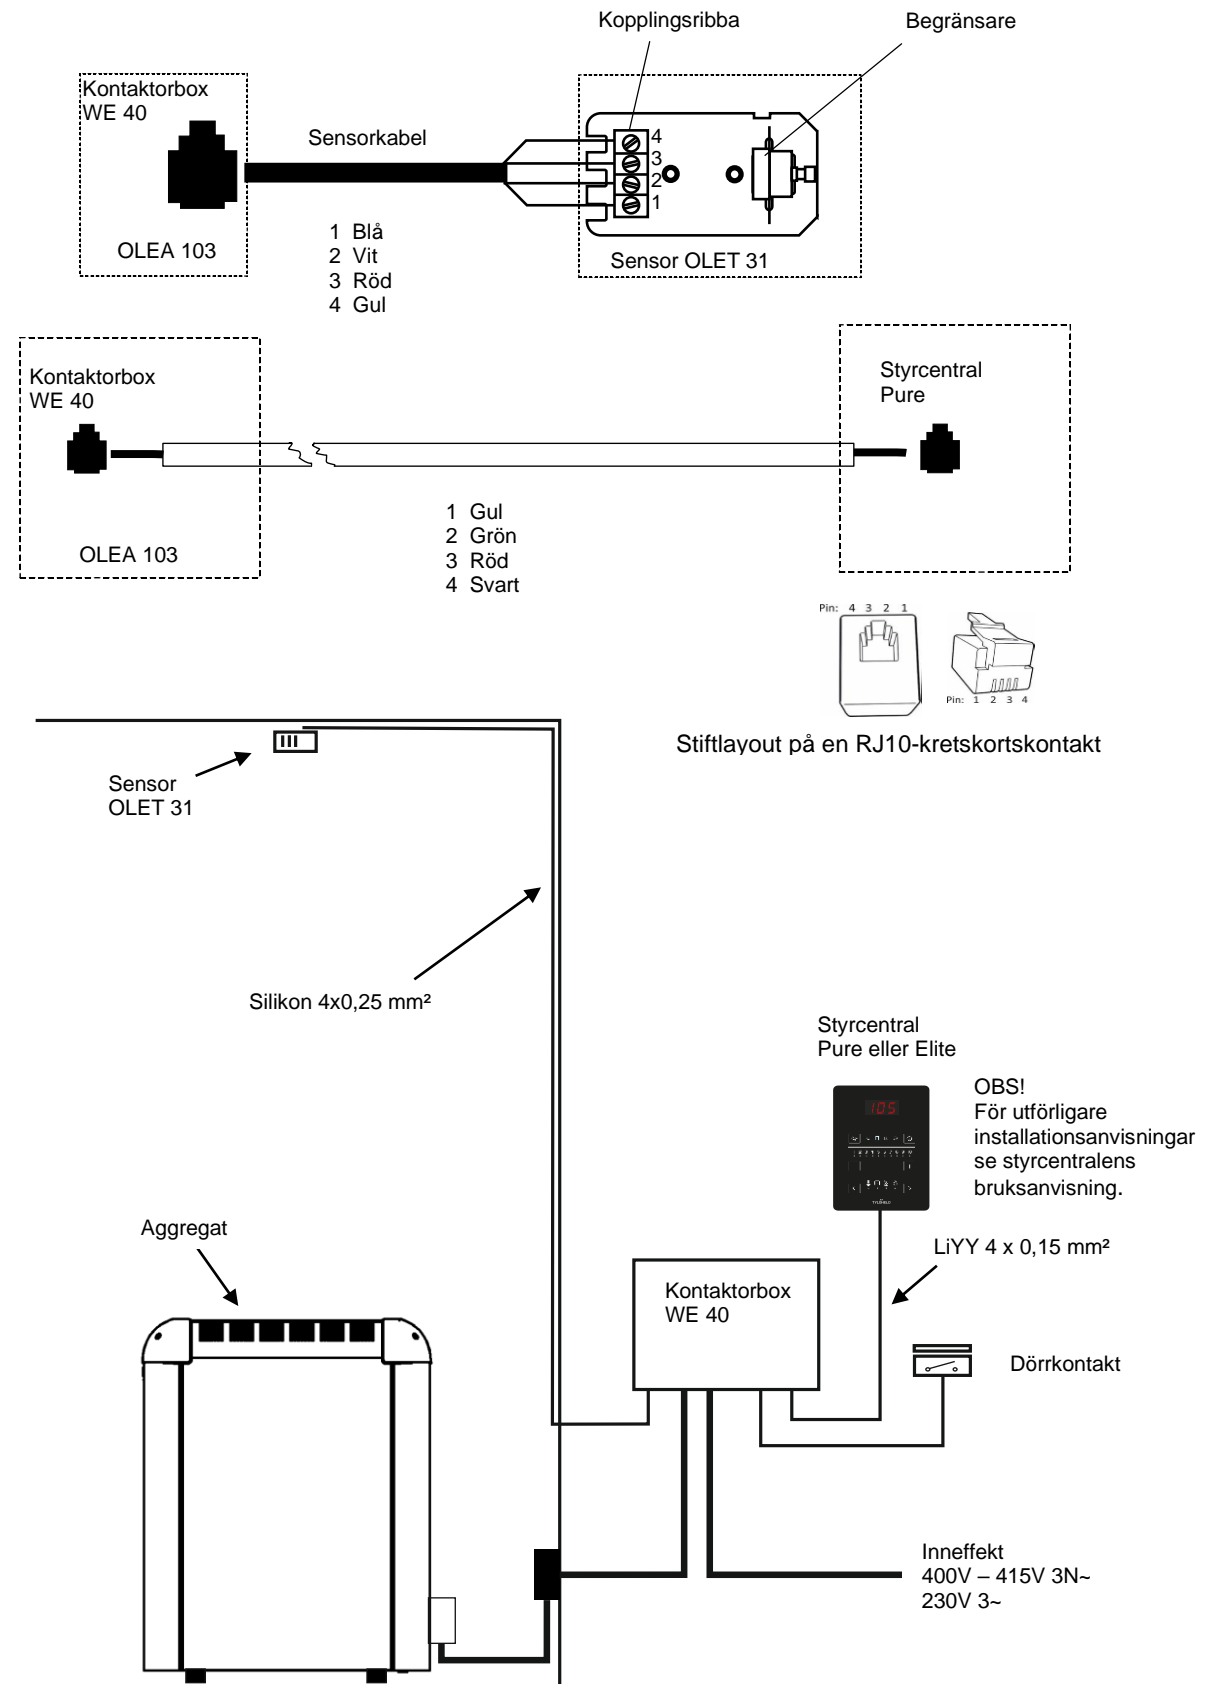 Kopplingsribba
Begränsare
Kontaktorbox
WE 40
Sensorkabel
4
3
2
1
OLEA 103
1 Blå
2 Vit
3 Röd
4 Gul
Sensor OLET 31
Kontaktorbox
WE 40
Styrcentral
Pure
OLEA 103
1 Gul
2 Grön
3 Röd
4 Svart
Pin: 4 3 2 1
Pin: 1 2 3 4
Stiftlayout på en RJ10-kretskortskontakt
Sensor
OLET 31
Silikon 4x0,25 mm²
Styrcentral
Pure eller Elite
105
OBS!
För utförligare
installationsanvisningar
se styrcentralens
bruksanvisning.
LiYY 4 x 0,15 mm²
Aggregat
Kontaktorbox
WE 40
Dörrkontakt
Inneffekt
400V – 415V 3N~
230V 3~